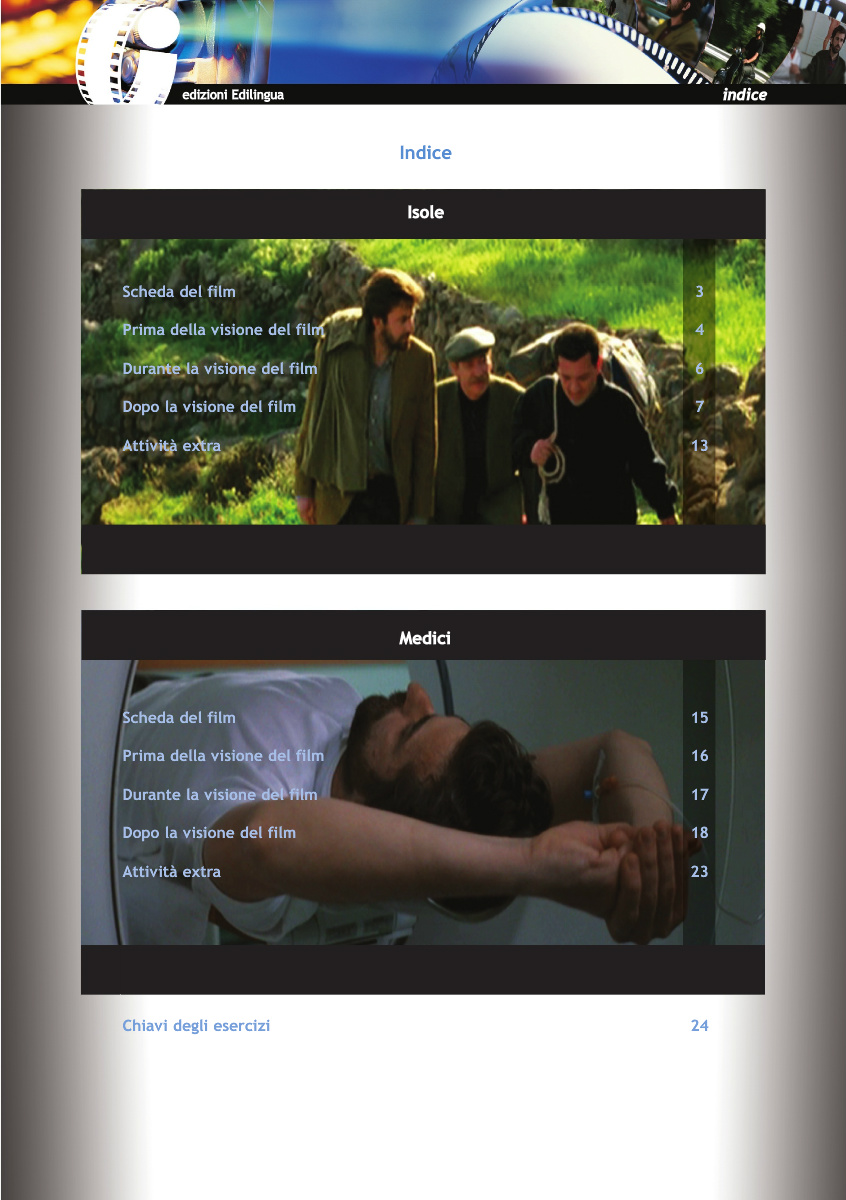 edizioni Edilingua
indice
Indice
Isole
Scheda del film 3
Prima della visione del film 4
Durante la visione del film 6
Dopo la visione del film 7
Attività extra 13
Medici
Scheda del film 15
Prima della visione del film 16
Durante la visione del film 17
Dopo la visione del film 18
Attività extra 23
Chiavi degli esercizi 24